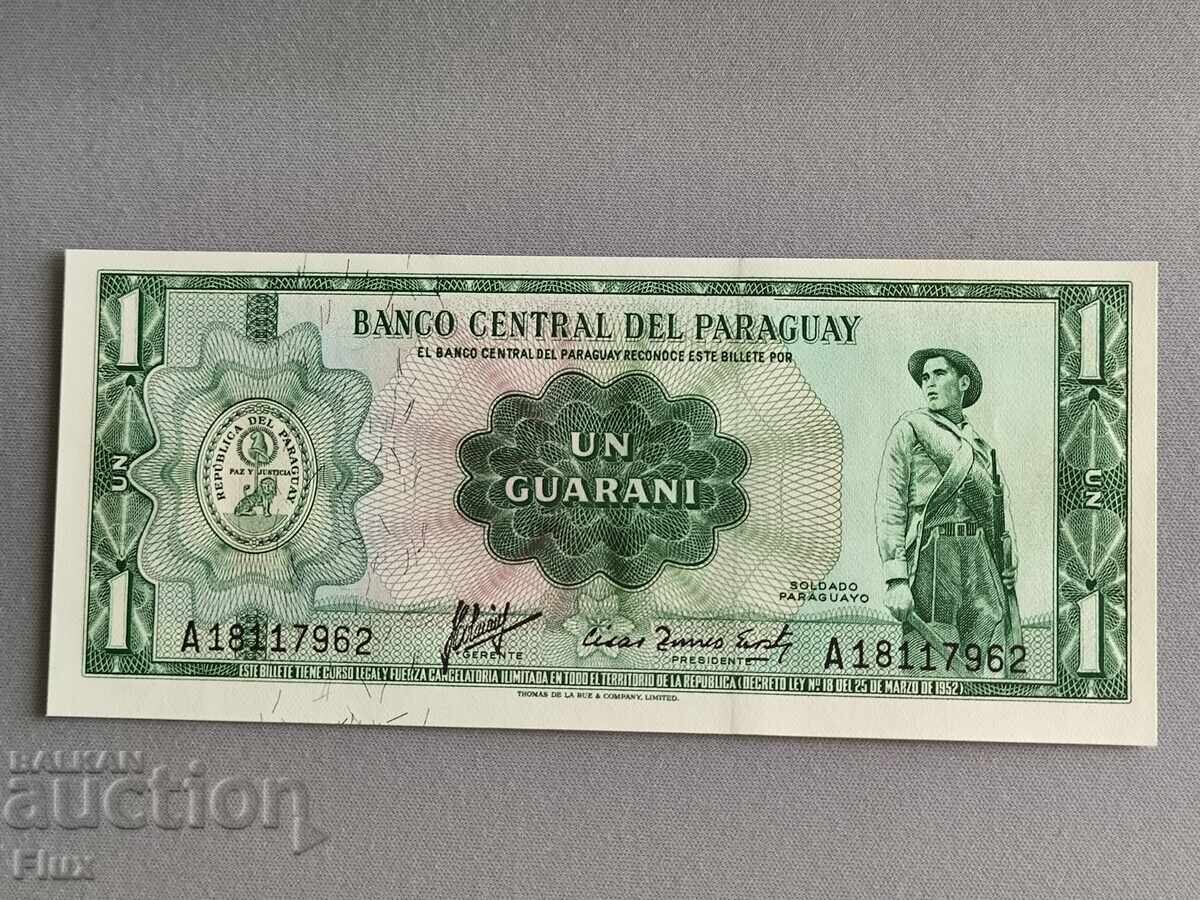 1
1
BANCO CENTRAL DEL PARAGUAY
EL BANCO CENTRAL DEL PARAGUAY RECONOCE ESTE BILLETE POR
REPÚBLICA DEL PARAGUAY
PAZ Y JUSTICIA
UN
GUARANI
UN
UN
SOLDADO
PARAGUAYO
1
1
A18117962
GERENTE
PRESIDENTE
A18117962
ESTE BILLETE TIENE CURSO LEGAL Y FUERZA CANCELATORIA LIMITADA EN TODO EL TERRITORIO DE LA REPUBLICA (DECRETO LEY Nº 18 DEL 25 DE MARZO DE 1952)
THOMAS DE LA RUE & COMPANY, LIMITED.
BALKAN
auction
Flux